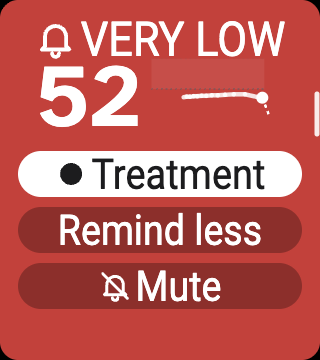 VERY LOW
52
Treatment
Remind less
Mute